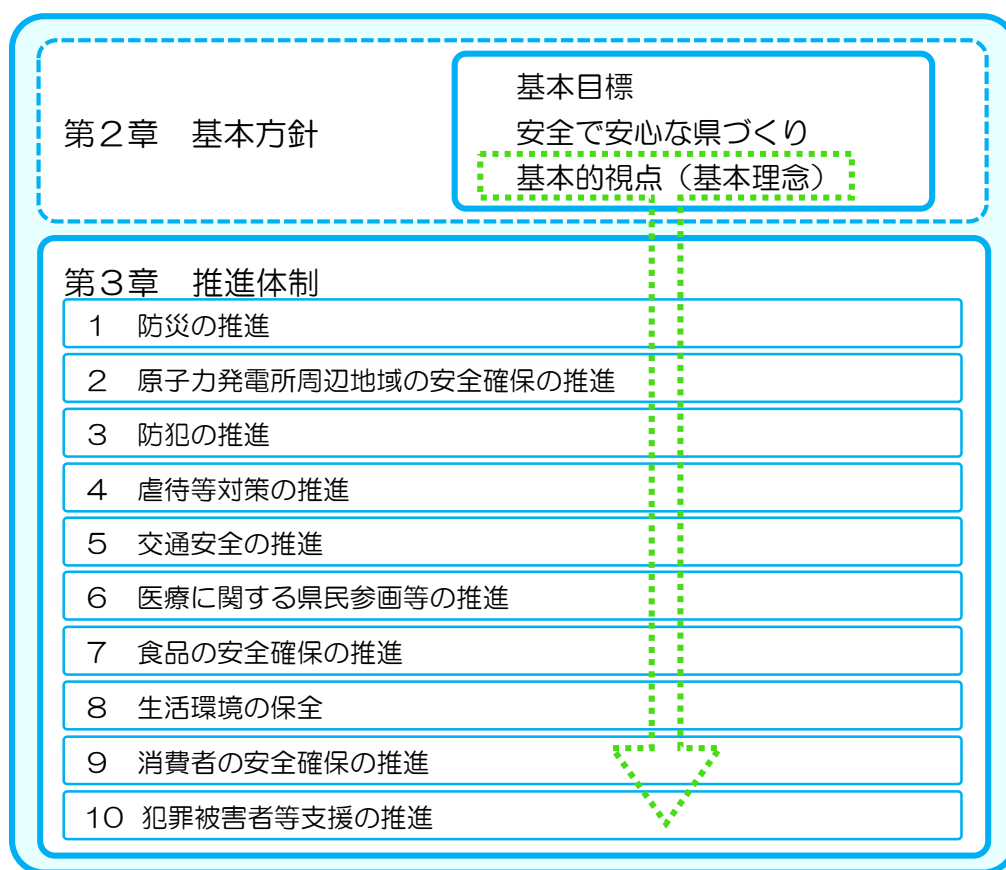 基本目標
第２章　基本方針
安全で安心な県づくり
基本的視点（基本理念）
第３章　推進体制
１　防災の推進
２　原子力発電所周辺地域の安全確保の推進
３　防犯の推進
４　虐待等対策の推進
５　交通安全の推進
６　医療に関する県民参画等の推進
７　食品の安全確保の推進
８　生活環境の保全
９　消費者の安全確保の推進
１０ 犯罪被害者等支援の推進